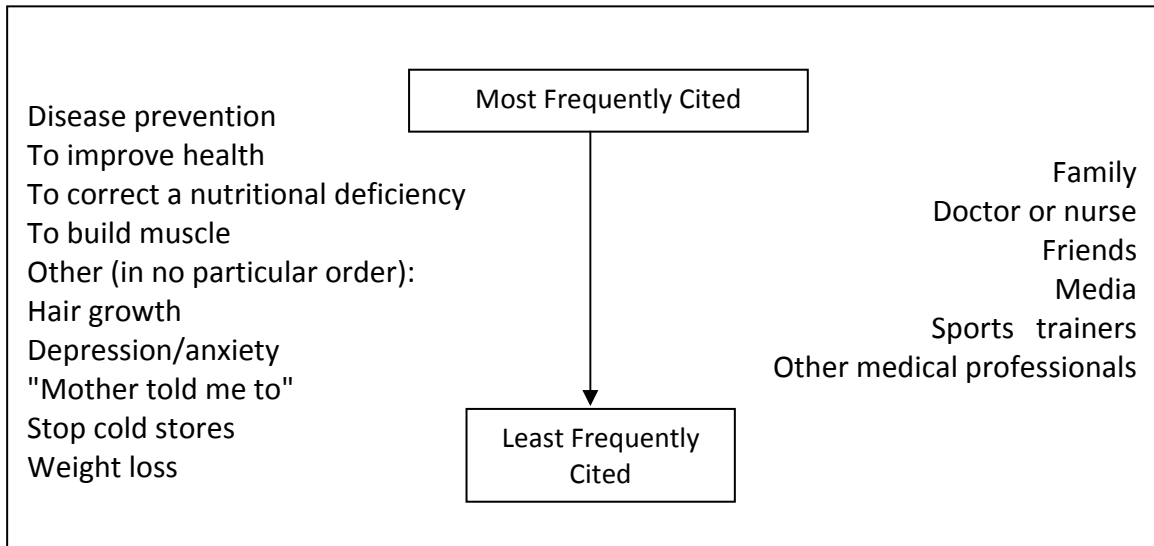 Most Frequently Cited
Disease prevention
To improve health
To correct a nutritional deficiency
To build muscle
Other (in no particular order):
Hair growth
Depression/anxiety
"Mother told me to"
Stop cold stores
Weight loss
Family
Doctor or nurse
Friends
Media
Sports trainers
Other medical professionals
Least Frequently
Cited